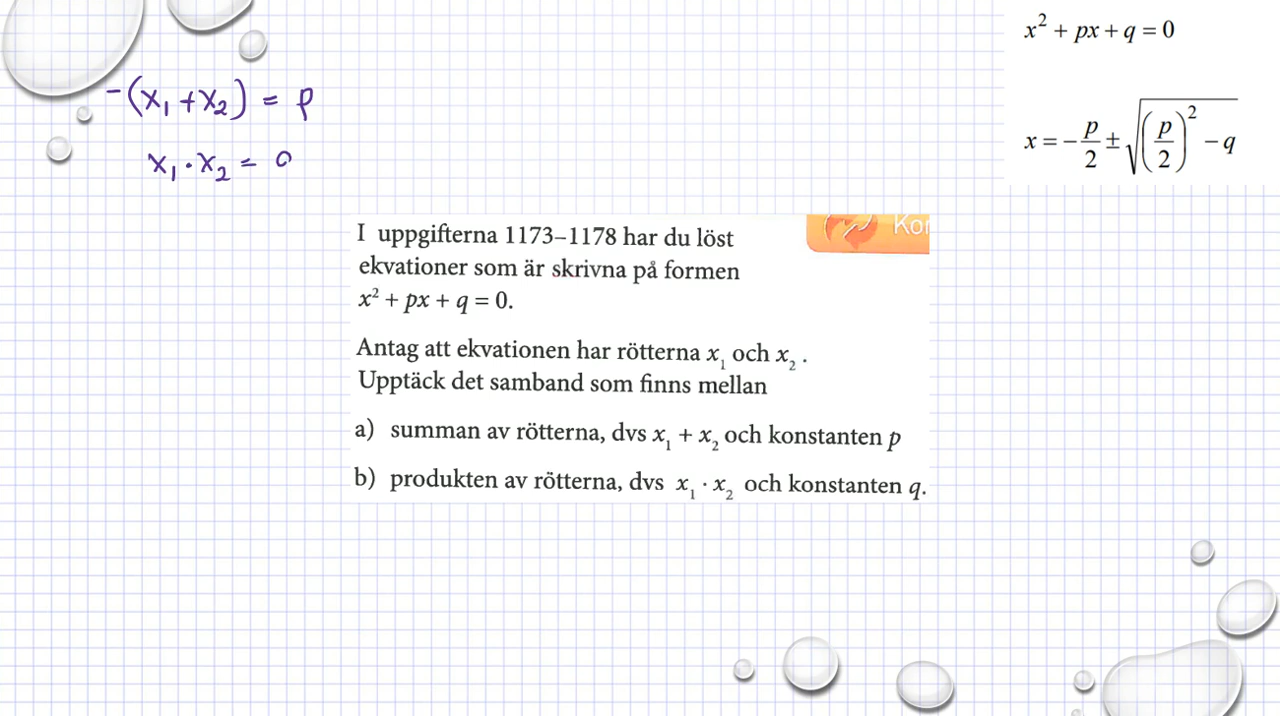 -(x₁ + x₂) = p
x₁ · x₂ = 0
x² + px + q = 0
x = -p/2 ± √((p/2)² - q)
Kor
I uppgifterna 1173–1178 har du löst
ekvationer som är skrivna på formen
x² + px + q = 0.
Antag att ekvationen har rötterna x₁ och x₂ .
Upptäck det samband som finns mellan
a) summan av rötterna, dvs x₁ + x₂ och konstanten p
b) produkten av rötterna, dvs x₁ · x₂ och konstanten q.